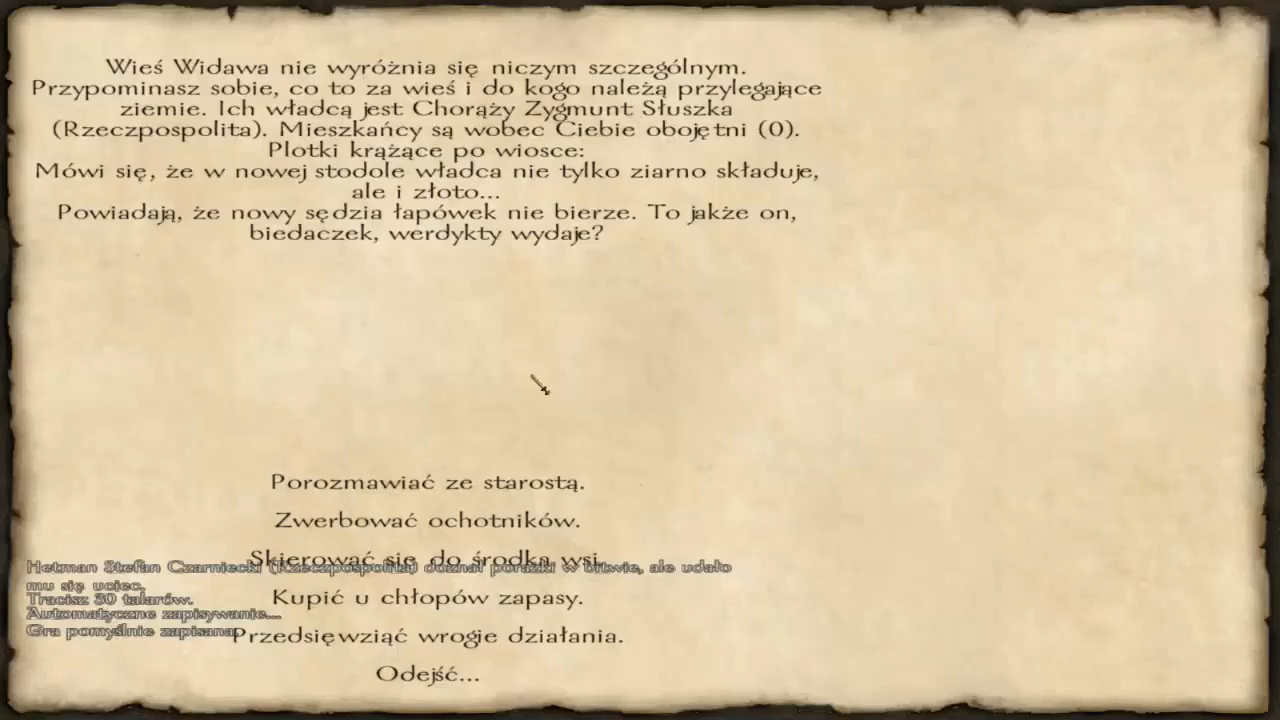 Wieś Widawa nie wyróżnia się niczym szczególnym.
Przypominasz sobie, co to za wieś i do kogo należą przylegające
ziemie. Ich władcą jest Chorąży Zygmunt Słuszka
(Rzeczpospolita). Mieszkańcy są wobec Ciebie obojętni (0).
Plotki krążące po wiosce:
Mówi się, że w nowej stodole władca nie tylko ziarno składuje,
ale i złoto...
Powiadają, że nowy sędzia łapówek nie bierze. To jakże on,
biedaczek, werdykty wydaje?
Porozmawiać ze starostą.
Zwerbować ochotników.
Skierować się do środka wsi.
Hetman Stefan Czarniecki (Rzeczpospolita) doznał porażki w bitwie, ale udało
mu się uciec.
Tracisz 30 talarów.
Kupić u chłopów zapasy.
Automatyczne zapisywanie...
Gra pomyślnie zapisana.
Przedsięwziąć wrogie działania.
Odejść...